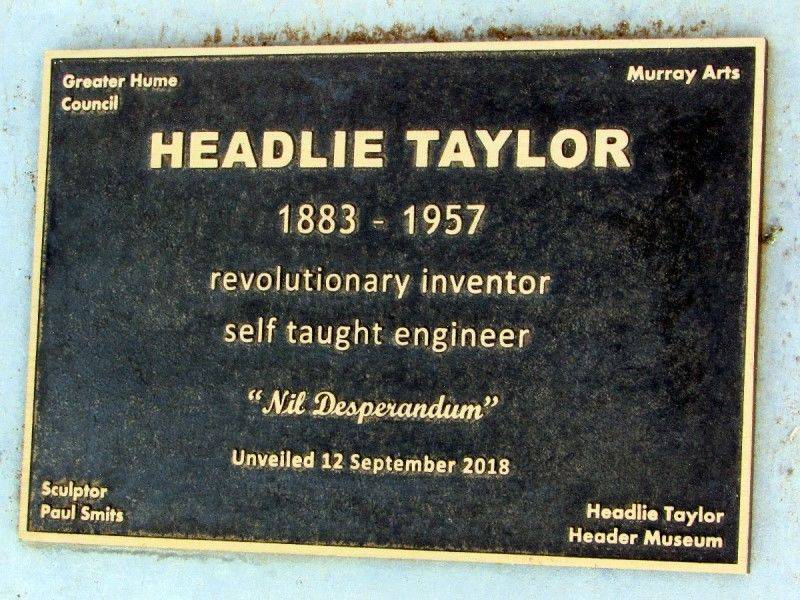 Greater Hume
Council
Murray Arts
HEADLIE TAYLOR
1883 - 1957
revolutionary inventor
self taught engineer
“Nil Desperandum”
Unveiled 12 September 2018
Sculptor
Paul Smits
Headlie Taylor
Header Museum